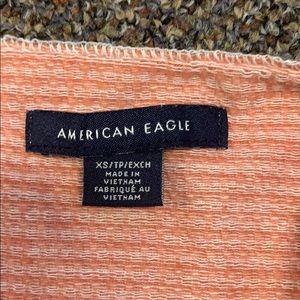 AMERICAN EAGLE
XS/TP/EXCH
MADE IN
VIETNAM
FABRIQUÉ AU
VIETNAM